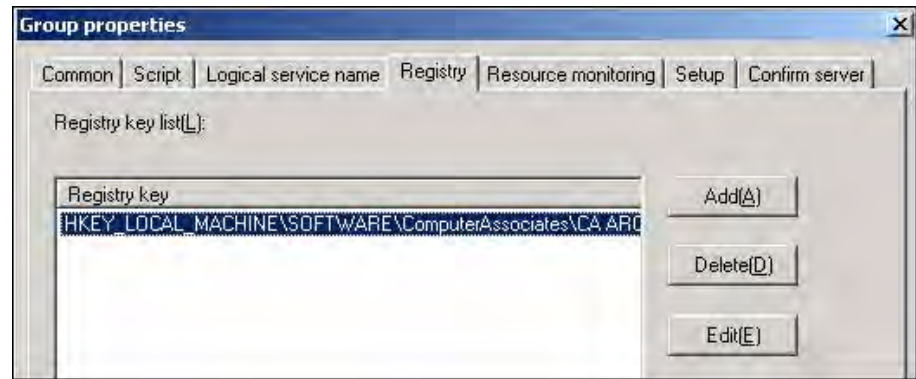 Group properties
Common Script Logical service name Registry Resource monitoring Setup Confirm server
Registry key list(L):
Registry key
Add(A)
HKEY_LOCAL_MACHINE\SOFTWARE\ComputerAssociates\CA ARC
Delete(D)
Edit(E)